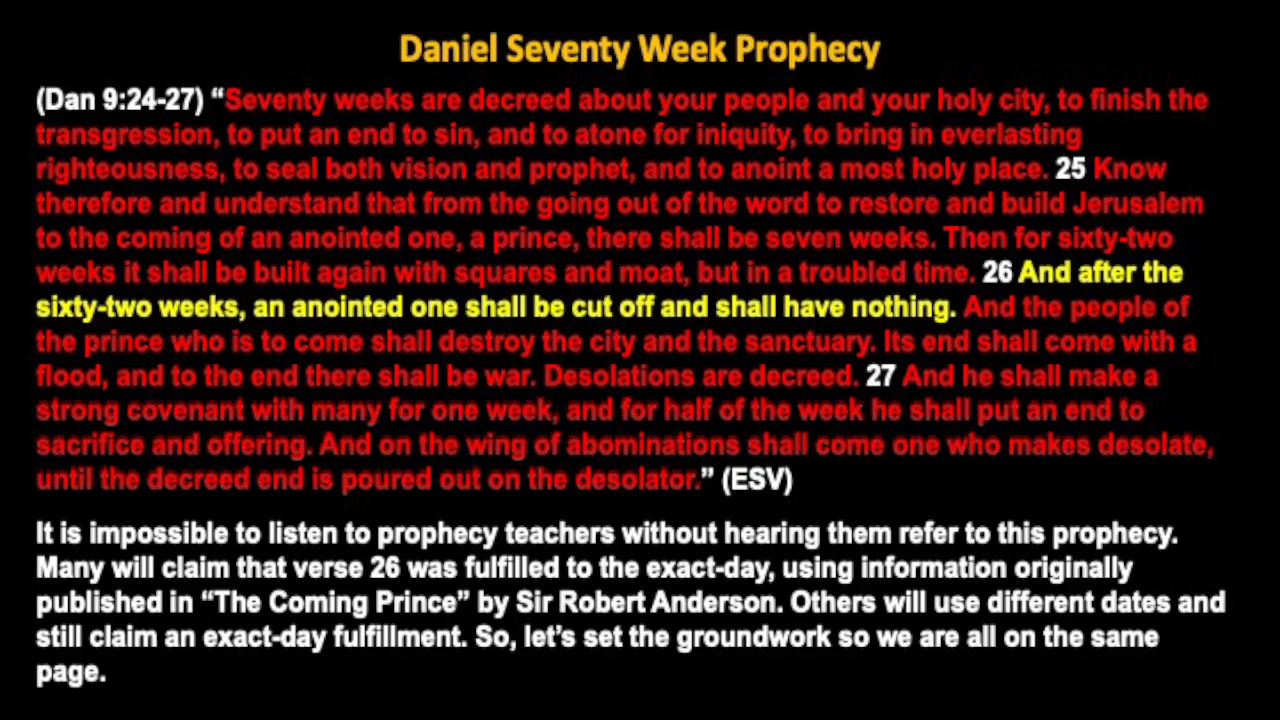 Daniel Seventy Week Prophecy
(Dan 9:24-27) “Seventy weeks are decreed about your people and your holy city, to finish the
transgression, to put an end to sin, and to atone for iniquity, to bring in everlasting
righteousness, to seal both vision and prophet, and to anoint a most holy place. 25 Know
therefore and understand that from the going out of the word to restore and build Jerusalem
to the coming of an anointed one, a prince, there shall be seven weeks. Then for sixty-two
weeks it shall be built again with squares and moat, but in a troubled time. 26 And after the
sixty-two weeks, an anointed one shall be cut off and shall have nothing. And the people of
the prince who is to come shall destroy the city and the sanctuary. Its end shall come with a
flood, and to the end there shall be war. Desolations are decreed. 27 And he shall make a
strong covenant with many for one week, and for half of the week he shall put an end to
sacrifice and offering. And on the wing of abominations shall come one who makes desolate,
until the decreed end is poured out on the desolator.” (ESV)
It is impossible to listen to prophecy teachers without hearing them refer to this prophecy.
Many will claim that verse 26 was fulfilled to the exact-day, using information originally
published in “The Coming Prince” by Sir Robert Anderson. Others will use different dates and
still claim an exact-day fulfillment. So, let’s set the groundwork so we are all on the same
page.